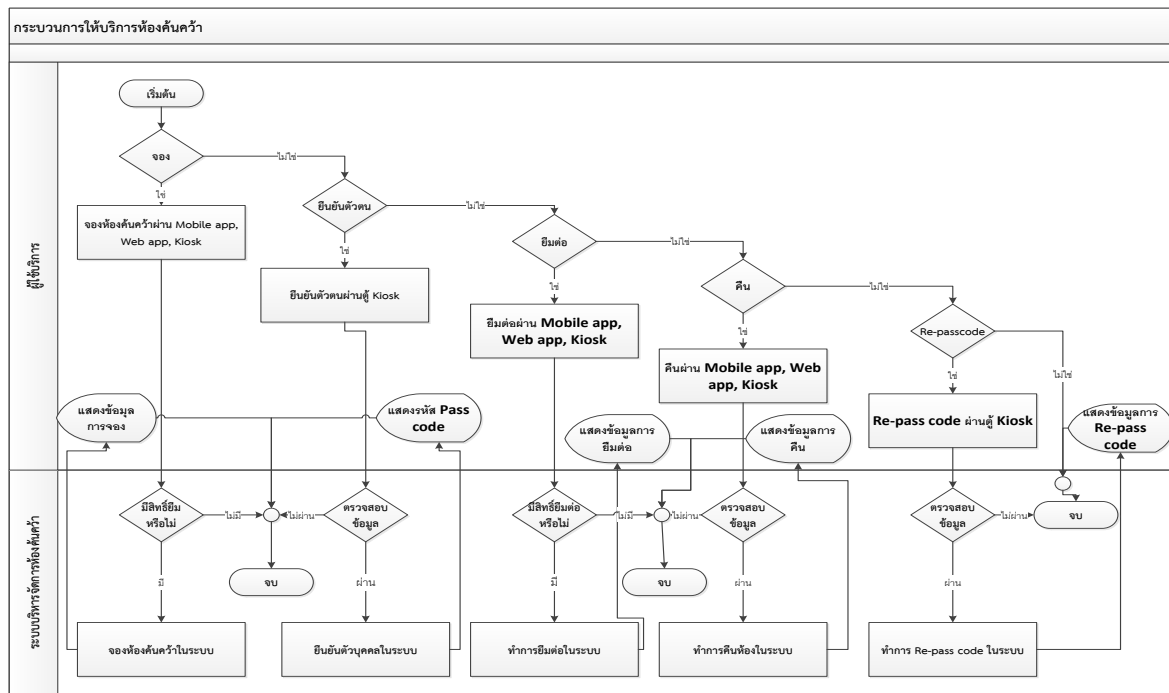 กระบวนการให้บริการห้องค้นคว้า
ผู้ใช้บริการ
เริ่มต้น
จอง
ไม่ใช่
ใช่
จองห้องค้นคว้าผ่าน Mobile app,
Web app, Kiosk
ยืนยันตัวตน
ไม่ใช่
ใช่
ยืนยันตัวตนผ่านตู้ Kiosk
ยืมต่อ
ไม่ใช่
ใช่
ยืมต่อผ่าน Mobile app,
Web app, Kiosk
คืน
ไม่ใช่
ใช่
คืนผ่าน Mobile app, Web
app, Kiosk
Re-passcode
ไม่ใช่
ใช่
Re-pass code ผ่านตู้ Kiosk
แสดงข้อมูล
การจอง
แสดงรหัส Pass
code
แสดงข้อมูลการ
ยืมต่อ
แสดงข้อมูลการ
คืน
แสดงข้อมูลการ
Re-pass
code
ระบบบริหารจัดการห้องค้นคว้า
มีสิทธิ์ยืม
หรือไม่
ไม่มี
มี
ไม่ผ่าน
ตรวจสอบ
ข้อมูล
ผ่าน
จบ
มีสิทธิ์ยืมต่อ
หรือไม่
ไม่มี
มี
ไม่ผ่าน
ตรวจสอบ
ข้อมูล
ผ่าน
จบ
ตรวจสอบ
ข้อมูล
ไม่ผ่าน
ผ่าน
จบ
จองห้องค้นคว้าในระบบ
ยืนยันตัวบุคคลในระบบ
ทำการยืมต่อในระบบ
ทำการคืนห้องในระบบ
ทำการ Re-pass code ในระบบ